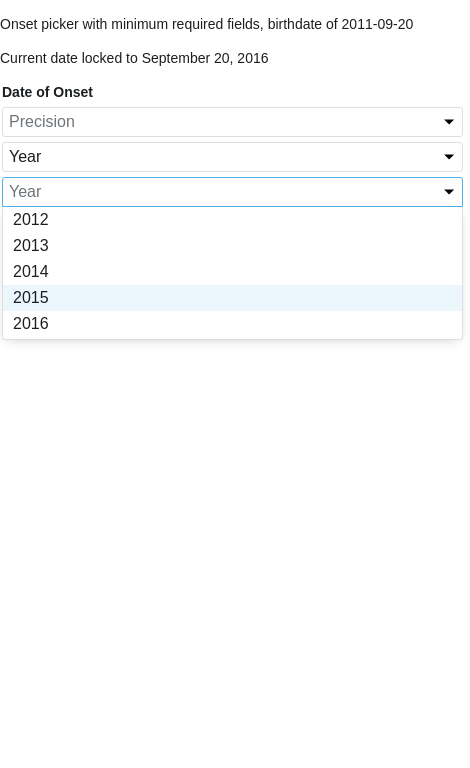 Onset picker with minimum required fields, birthdate of 2011-09-20
Current date locked to September 20, 2016
Date of Onset
Precision
Year
Year
2012
2013
2014
2015
2016